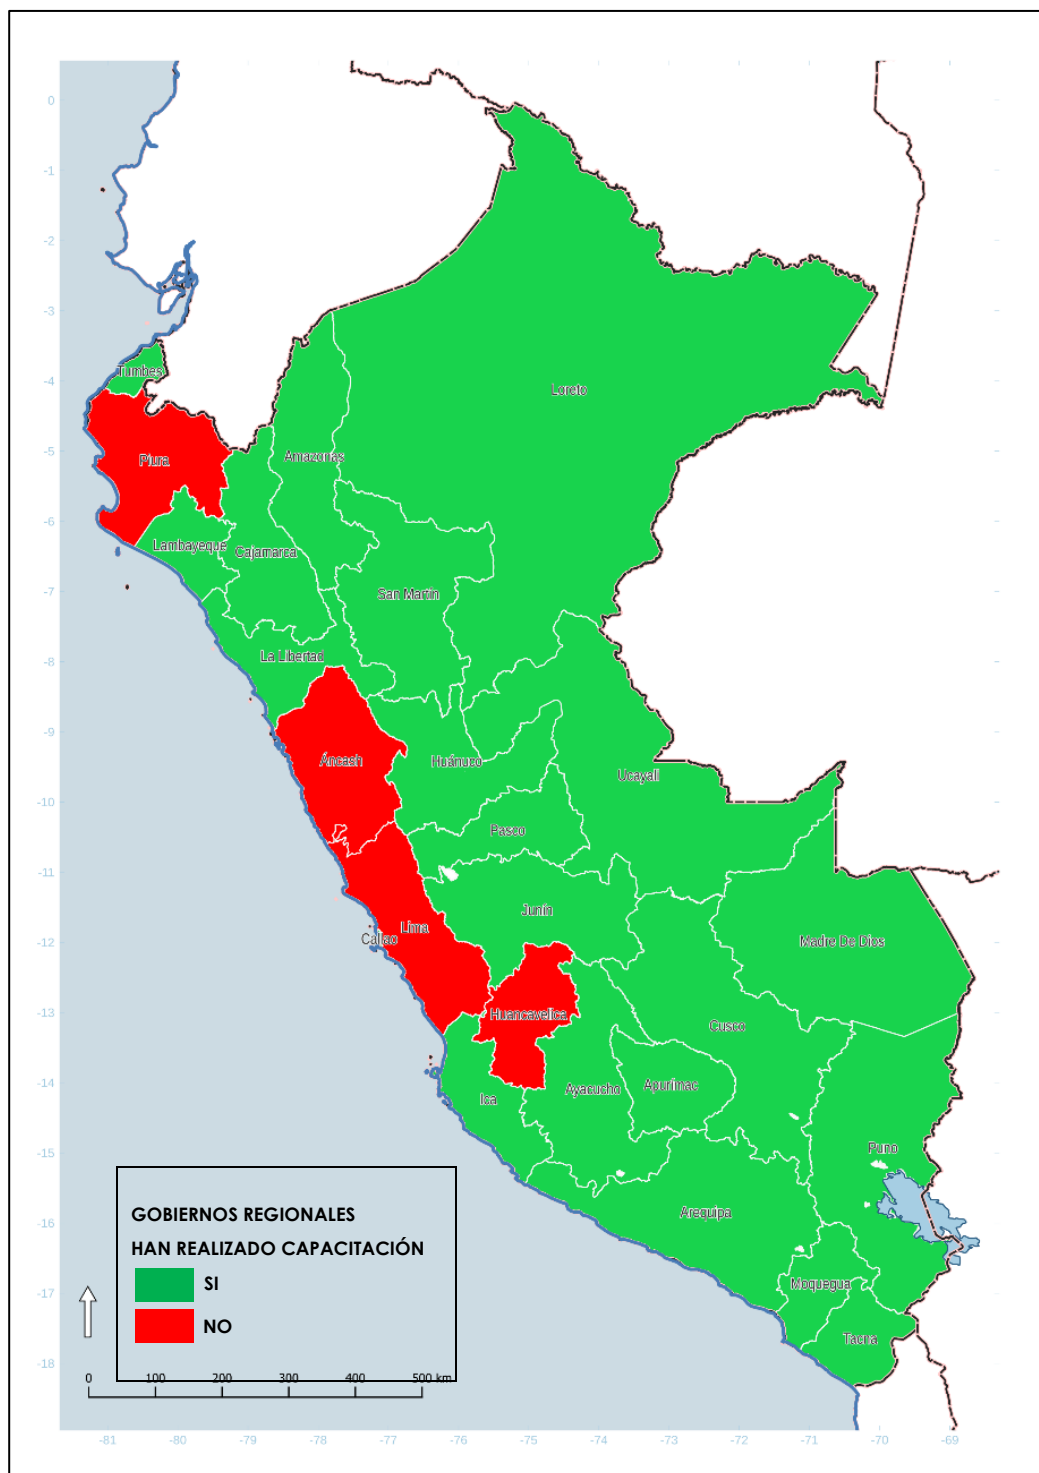 0
-1
-2
-3
Tumbes
-4
Loreto
-5
Amazonas
Piura
-6
Lambayeque
Cajamarca
-7
San Martín
-8
La Libertad
-9
Áncash
Huánuco
Ucayali
-10
Pasco
-11
Junín
Lima
-12
Callao
Madre De Dios
-13
Huancavelica
Cusco
-14
Ica
Ayacucho
Apurímac
-15
Puno
-16
Arequipa
-17
Moquegua
-18
Tacna
GOBIERNOS REGIONALES
HAN REALIZADO CAPACITACIÓN
SI
NO
0 100 200 300 400 500 km
-81 -80 -79 -78 -77 -76 -75 -74 -73 -72 -71 -70 -69